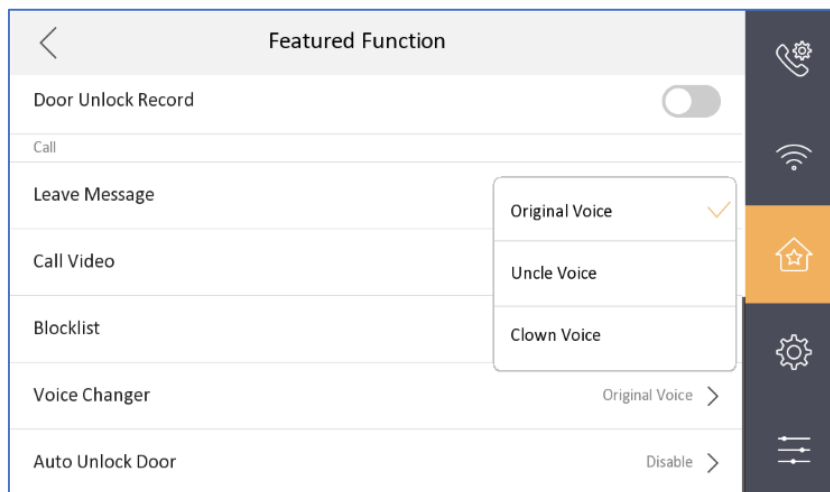 Featured Function
Door Unlock Record
Call
Leave Message
Original Voice
Call Video
Uncle Voice
Blocklist
Clown Voice
Voice Changer Original Voice
Auto Unlock Door Disable